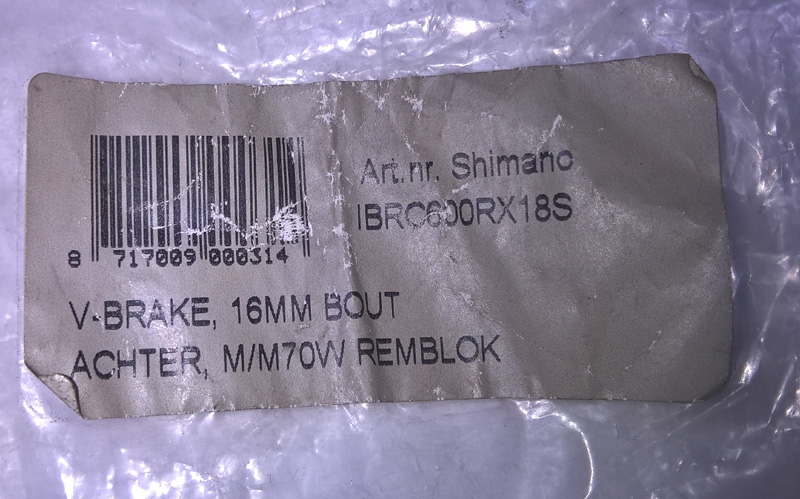 Art.nr. Shimano
IBRC600RX18S
8 717009 000314
V-BRAKE, 16MM BOUT
ACHTER, M/M70W REMBLOK